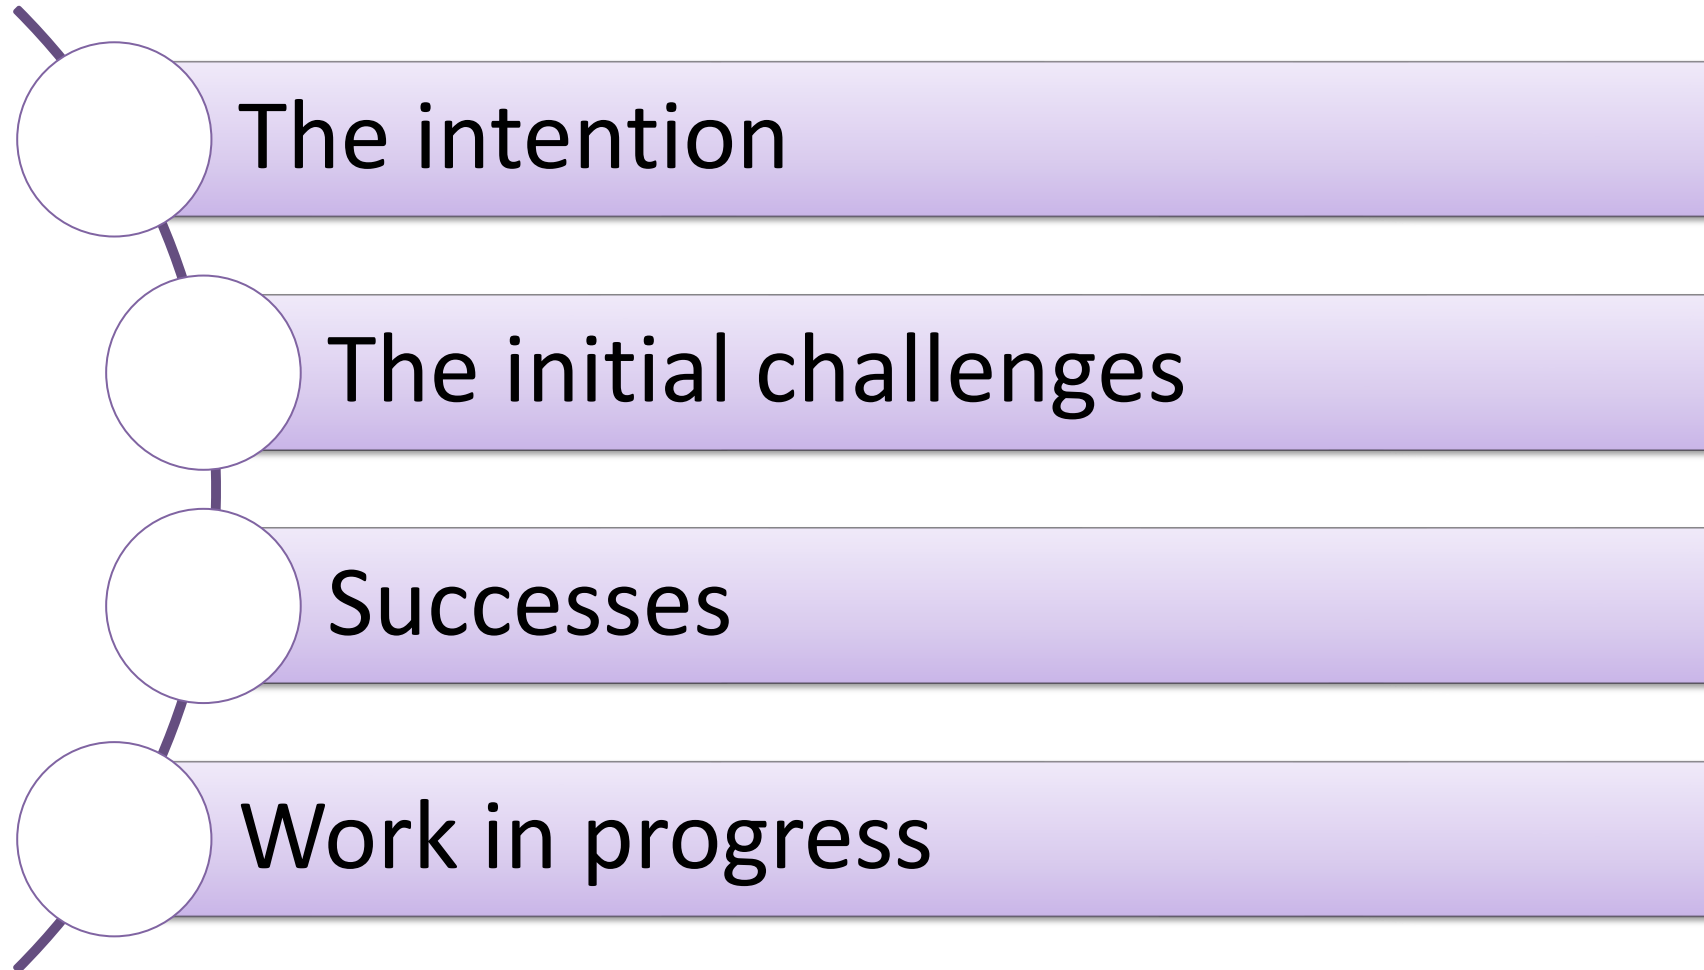 The intention
The initial challenges
Successes
Work in progress